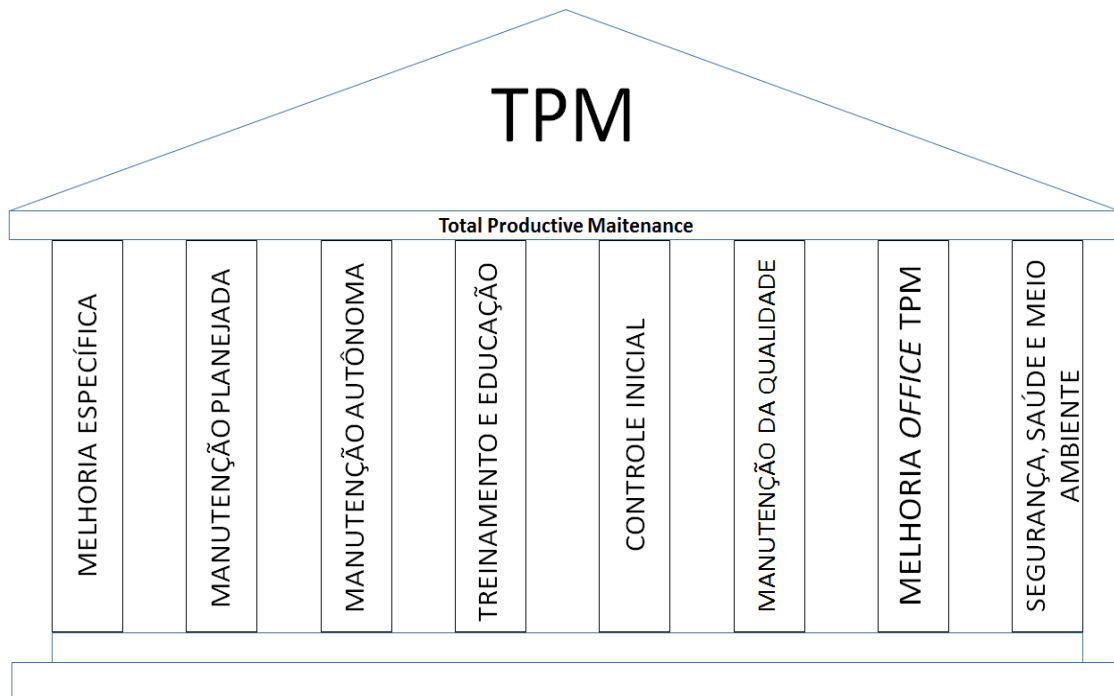 TPM
Total Productive Maitenance
MELHORIA ESPECÍFICA
MANUTENÇÃO PLANEJADA
MANUTENÇÃO AUTÔNOMA
TREINAMENTO E EDUCAÇÃO
CONTROLE INICIAL
MANUTENÇÃO DA QUALIDADE
MELHORIA OFFICE TPM
SEGURANÇA, SAÚDE E MEIO
AMBIENTE